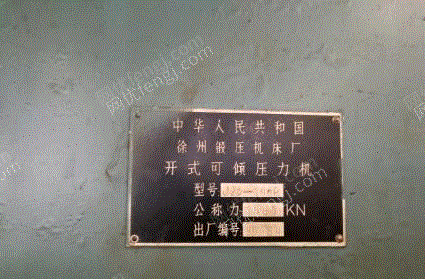 中华人民共和国
徐州锻压机床厂
开式可倾压力机
型号
公称力 KN
出厂编号